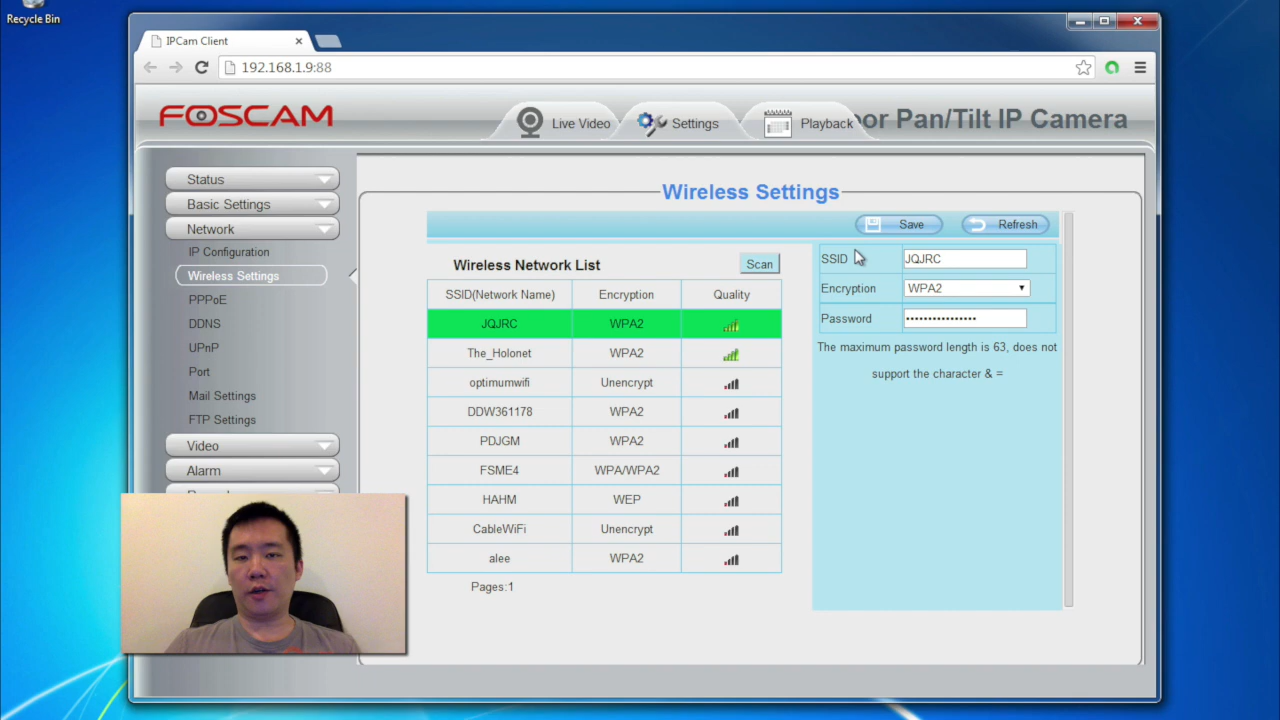 Recycle Bin
IPCam Client
192.168.1.9:88
FOSCAM
Live Video
Settings
Playback
Pan/Tilt IP Camera
Status
Basic Settings
Network
IP Configuration
Wireless Settings
PPPoE
DDNS
UPnP
Port
Mail Settings
FTP Settings
Video
Alarm
Wireless Settings
Save
Refresh
Wireless Network List
Scan
SSID(Network Name) Encryption Quality
JQJRC WPA2
The_Holonet WPA2
optimumwifi Unencrypt
DDW361178 WPA2
PDJGM WPA2
FSME4 WPA/WPA2
HAHM WEP
CableWiFi Unencrypt
alee WPA2
Pages:1
SSID JQJRC
Encryption WPA2
Password ••••••••••••••••
The maximum password length is 63, does not
support the character & =